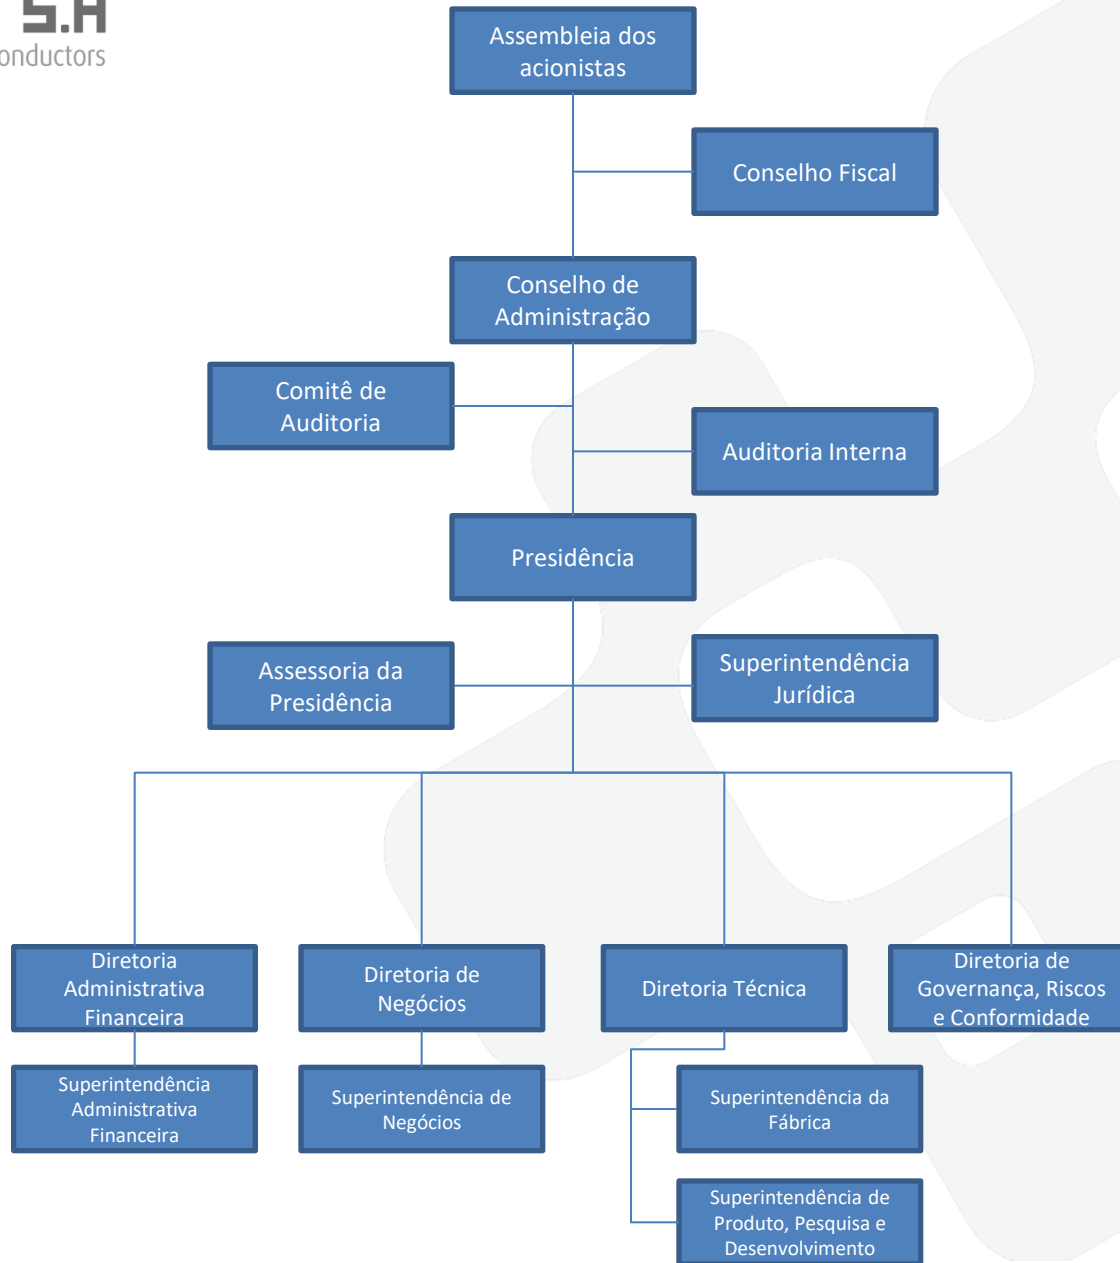 S.A
onductors
Assembleia dos
acionistas
Conselho Fiscal
Conselho de
Administração
Comitê de
Auditoria
Auditoria Interna
Presidência
Assessoria da
Presidência
Superintendência
Jurídica
Diretoria
Administrativa
Financeira
Diretoria de
Negócios
Diretoria Técnica
Diretoria de
Governança, Riscos
e Conformidade
Superintendência
Administrativa
Financeira
Superintendência de
Negócios
Superintendência da
Fábrica
Superintendência de
Produto, Pesquisa e
Desenvolvimento